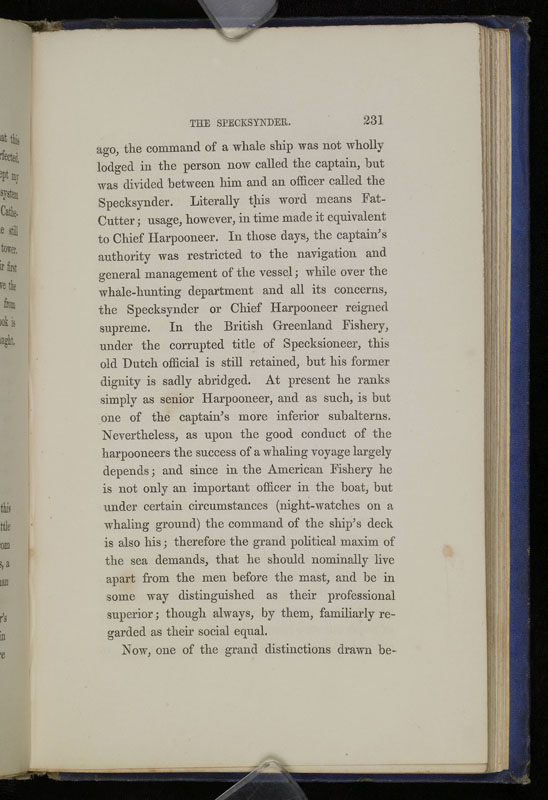 THE SPECKSYNDER. 231
ago, the command of a whale ship was not wholly
lodged in the person now called the captain, but
was divided between him and an officer called the
Specksynder. Literally this word means Fat-
Cutter; usage, however, in time made it equivalent
to Chief Harpooneer. In those days, the captain's
authority was restricted to the navigation and
general management of the vessel; while over the
whale-hunting department and all its concerns,
the Specksynder or Chief Harpooneer reigned
supreme. In the British Greenland Fishery,
under the corrupted title of Specksioneer, this
old Dutch official is still retained, but his former
dignity is sadly abridged. At present he ranks
simply as senior Harpooneer, and as such, is but
one of the captain's more inferior subalterns.
Nevertheless, as upon the good conduct of the
harpooneers the success of a whaling voyage largely
depends; and since in the American Fishery he
is not only an important officer in the boat, but
under certain circumstances (night-watches on a
whaling ground) the command of the ship's deck
is also his; therefore the grand political maxim of
the sea demands, that he should nominally live
apart from the men before the mast, and be in
some way distinguished as their professional
superior; though always, by them, familiarly re-
garded as their social equal.
Now, one of the grand distinctions drawn be-